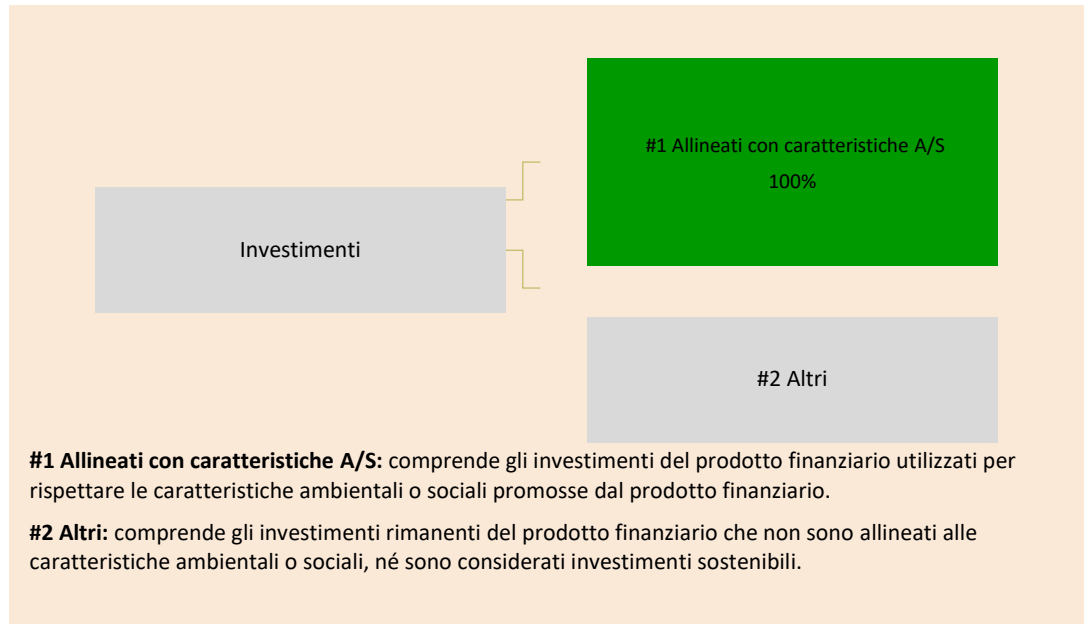 #1 Allineati con caratteristiche A/S
100%
Investimenti
#2 Altri
#1 Allineati con caratteristiche A/S: comprende gli investimenti del prodotto finanziario utilizzati per
rispettare le caratteristiche ambientali o sociali promosse dal prodotto finanziario.
#2 Altri: comprende gli investimenti rimanenti del prodotto finanziario che non sono allineati alle
caratteristiche ambientali o sociali, né sono considerati investimenti sostenibili.